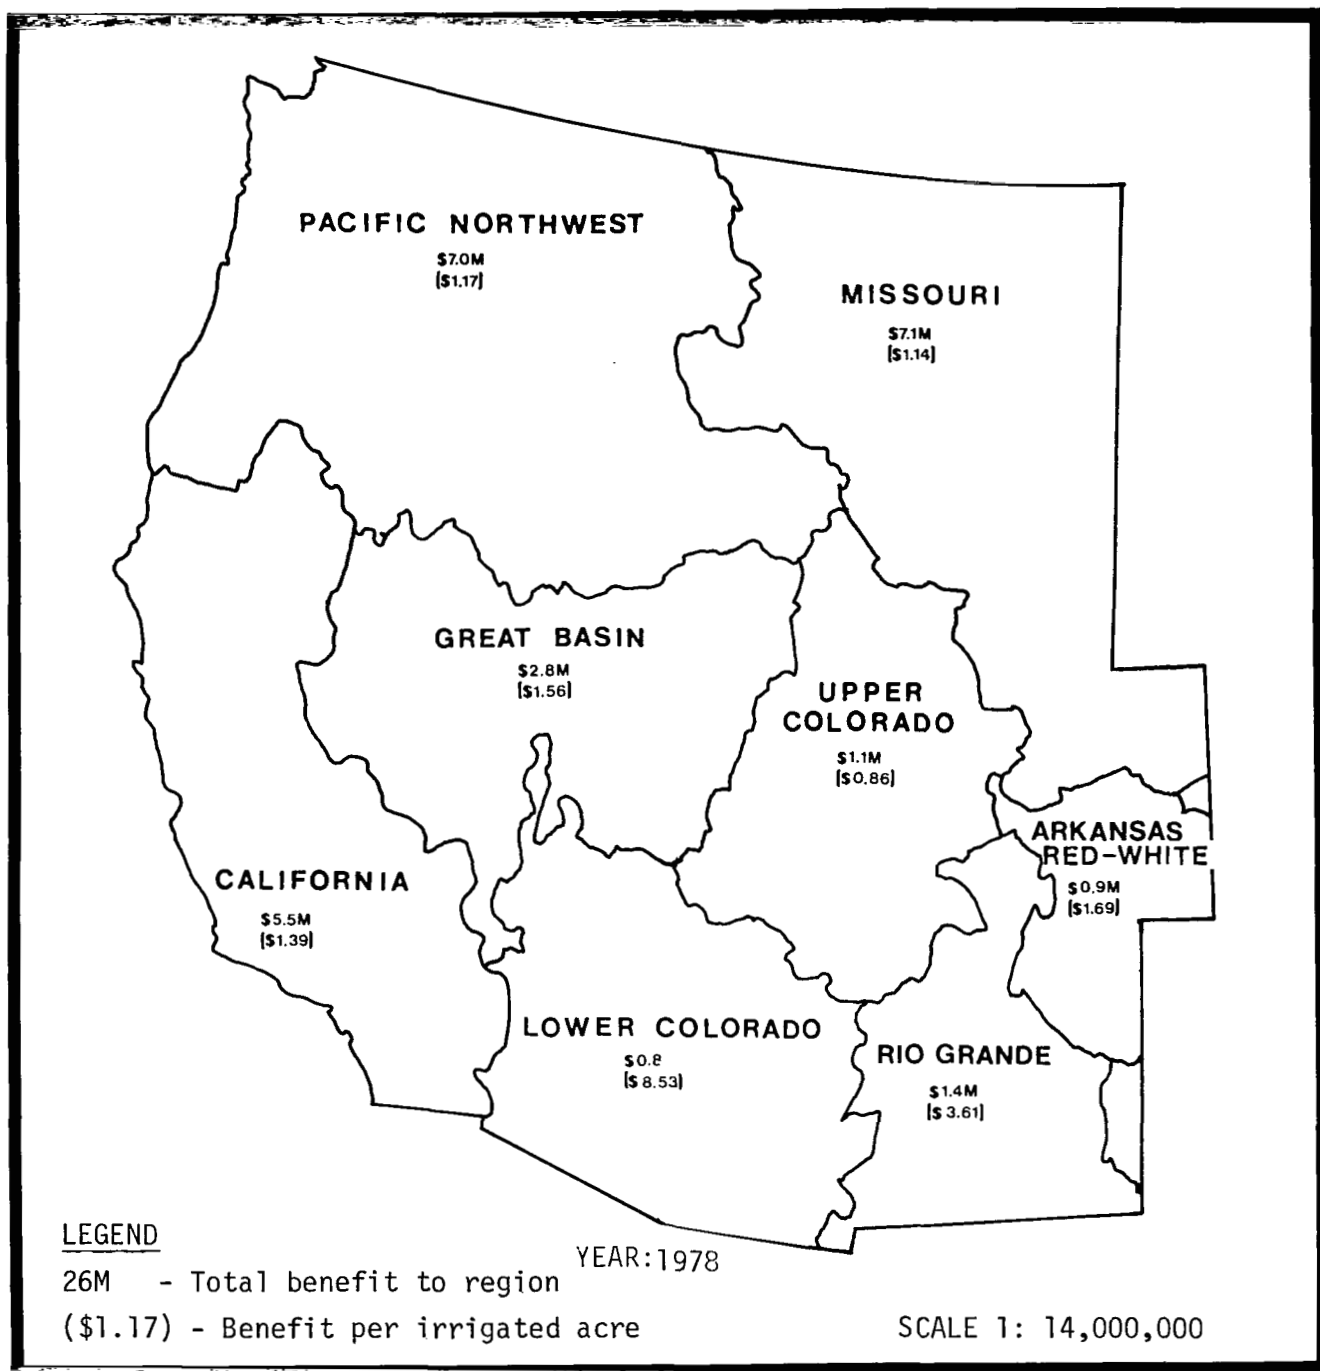 PACIFIC NORTHWEST
$7.0M
($1.17)
MISSOURI
$7.1M
($1.14)
GREAT BASIN
$2.8M
($1.56)
UPPER
COLORADO
$1.1M
($0.86)
ARKANSAS
RED-WHITE
$0.9M
($1.69)
CALIFORNIA
$5.5M
($1.39)
LOWER COLORADO
$0.8
($8.53)
RIO GRANDE
$1.4M
($3.61)
LEGEND
YEAR:1978
26M - Total benefit to region
($1.17) - Benefit per irrigated acre
SCALE 1: 14,000,000